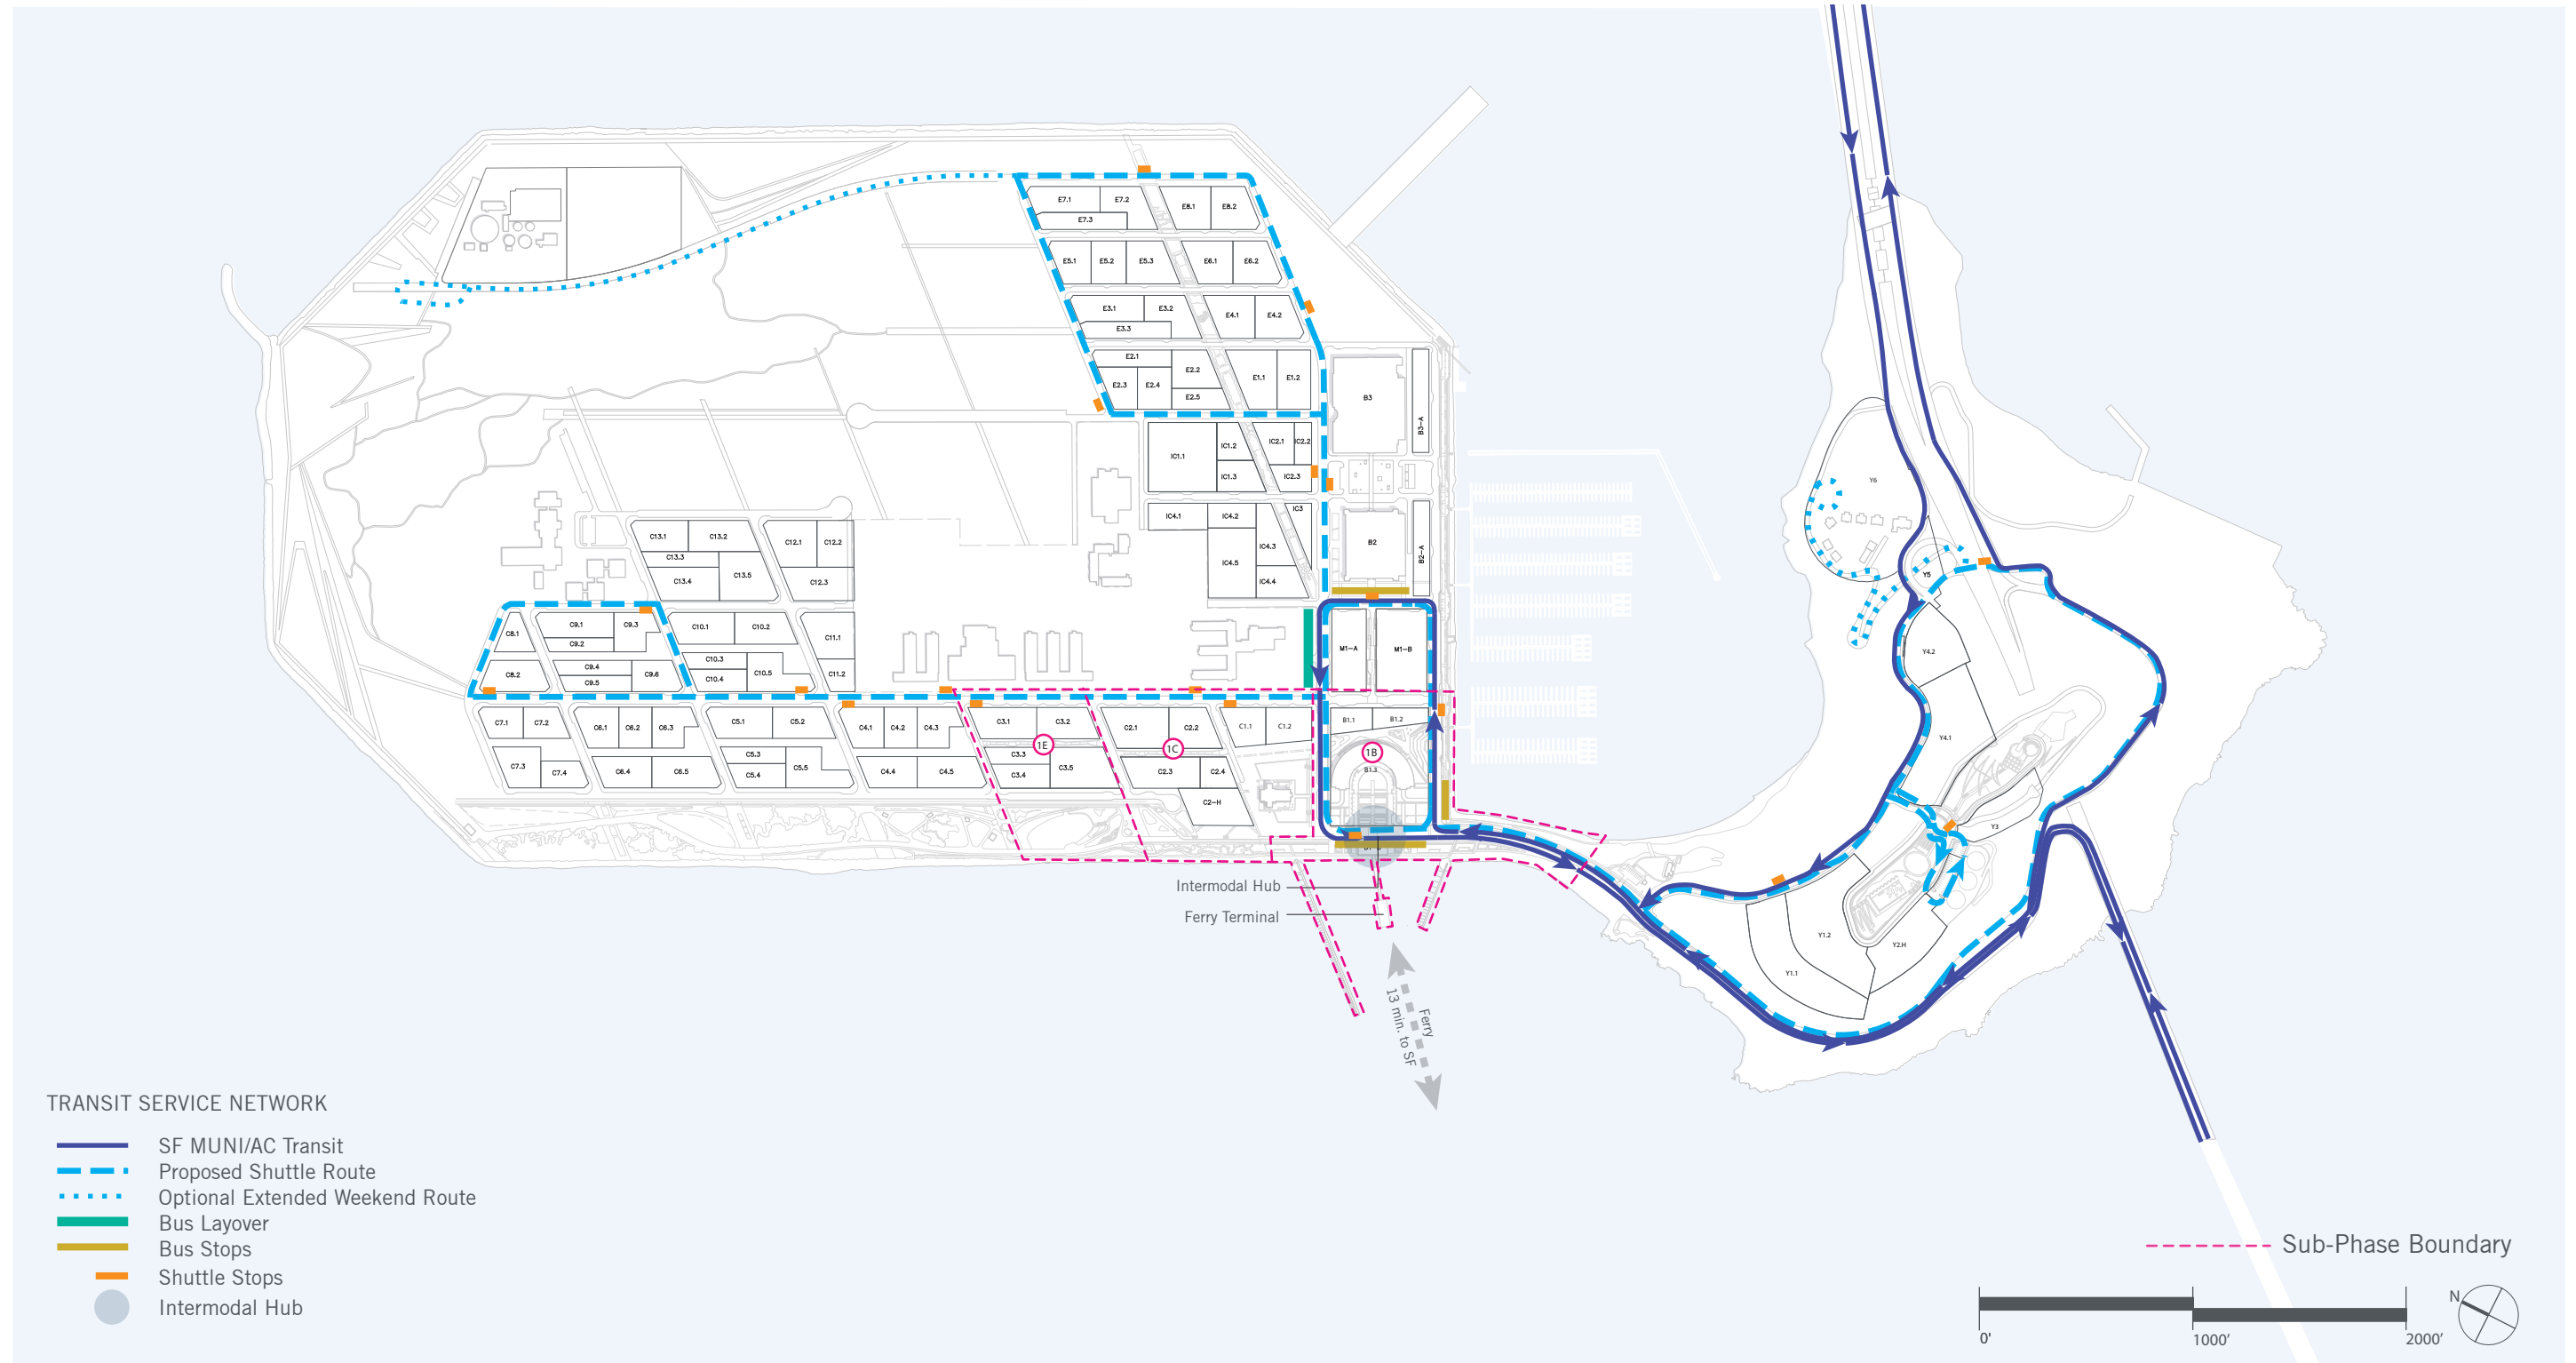 E7.1
E7.2
E8.1
E8.2
E7.3
E5.1
E5.2
E5.3
E6.1
E6.2
E3.1
E3.2
E4.1
E4.2
E3.3
E2.1
E2.2
E1.1
E1.2
E2.3
E2.4
E2.5
B3
B3-A
IC1.1
IC1.2
IC1.3
IC2.1
IC2.2
IC2.3
IC4.1
IC4.2
IC3
IC4.3
IC4.5
IC4.4
B2
B2-A
C13.1
C13.2
C13.3
C13.4
C13.5
C12.1
C12.2
C12.3
C8.1
C8.2
C9.1
C9.2
C9.3
C9.4
C9.5
C9.6
C10.1
C10.2
C10.3
C10.4
C10.5
C11.1
C11.2
M1-A
M1-B
C7.1
C7.2
C7.3
C7.4
C6.1
C6.2
C6.3
C6.4
C6.5
C5.1
C5.2
C5.3
C5.4
C5.5
C4.1
C4.2
C4.3
C4.4
C4.5
C3.1
C3.2
1E
C3.3
C3.4
C3.5
C2.1
C2.2
1C
C2.3
C2.4
C2-H
C1.1
C1.2
B1.1
B1.2
1B
B1.3
Y6
Y5
Y4.2
Y4.1
Y3
Y1.2
Y2.H
Y1.1
Intermodal Hub
Ferry Terminal
Ferry
13 min. to SF
TRANSIT SERVICE NETWORK
SF MUNI/AC Transit
Proposed Shuttle Route
Optional Extended Weekend Route
Bus Layover
Bus Stops
Shuttle Stops
Intermodal Hub
Sub-Phase Boundary
N
0'
1000'
2000'